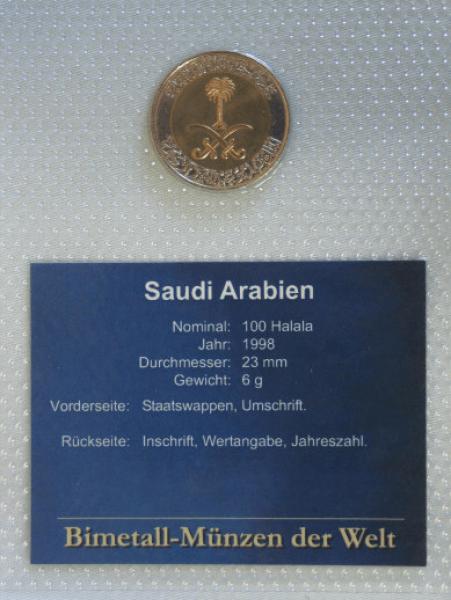 Saudi Arabien
Nominal: 100 Halala
Jahr: 1998
Durchmesser: 23 mm
Gewicht: 6 g
Vorderseite: Staatswappen, Umschrift.
Rückseite: Inschrift, Wertangabe, Jahreszahl.
Bimetall-Münzen der Welt